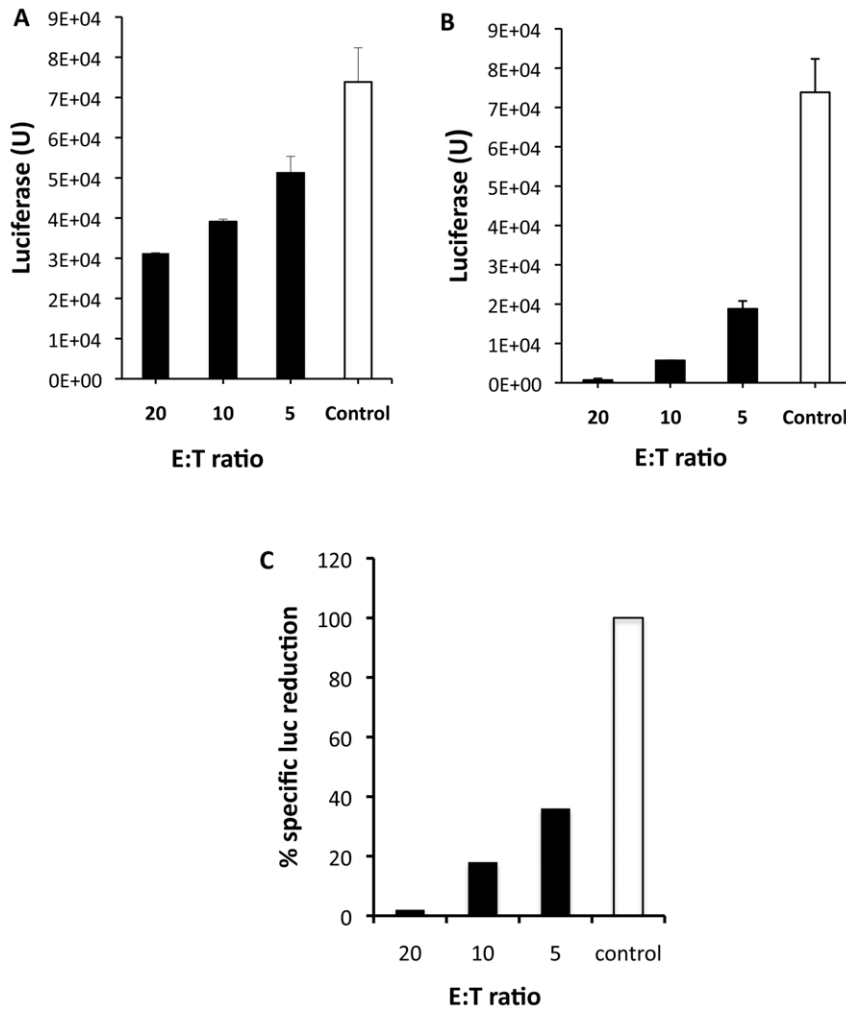 A
Luciferase (U)
9E+04
8E+04
7E+04
6E+04
5E+04
4E+04
3E+04
2E+04
1E+04
0E+00
20 10 5 Control
E:T ratio
B
Luciferase (U)
9E+04
8E+04
7E+04
6E+04
5E+04
4E+04
3E+04
2E+04
1E+04
0E+00
20 10 5 Control
E:T ratio
C
% specific luc reduction
120
100
80
60
40
20
0
20 10 5 control
E:T ratio